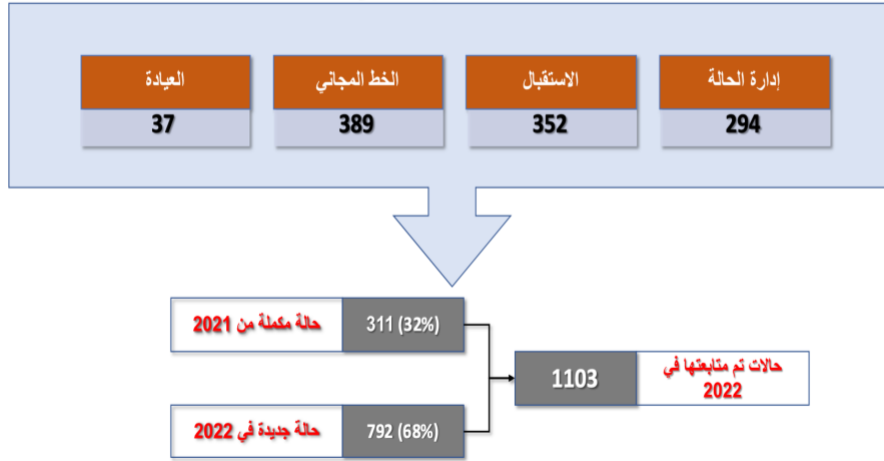 إدارة الحالة
294
الاستقبال
352
الخط المجاني
389
العيادة
37
311 (32%)
حالة مكملة من 2021
حالات تم متابعتها في
2022
1103
792 (68%)
حالة جديدة في 2022